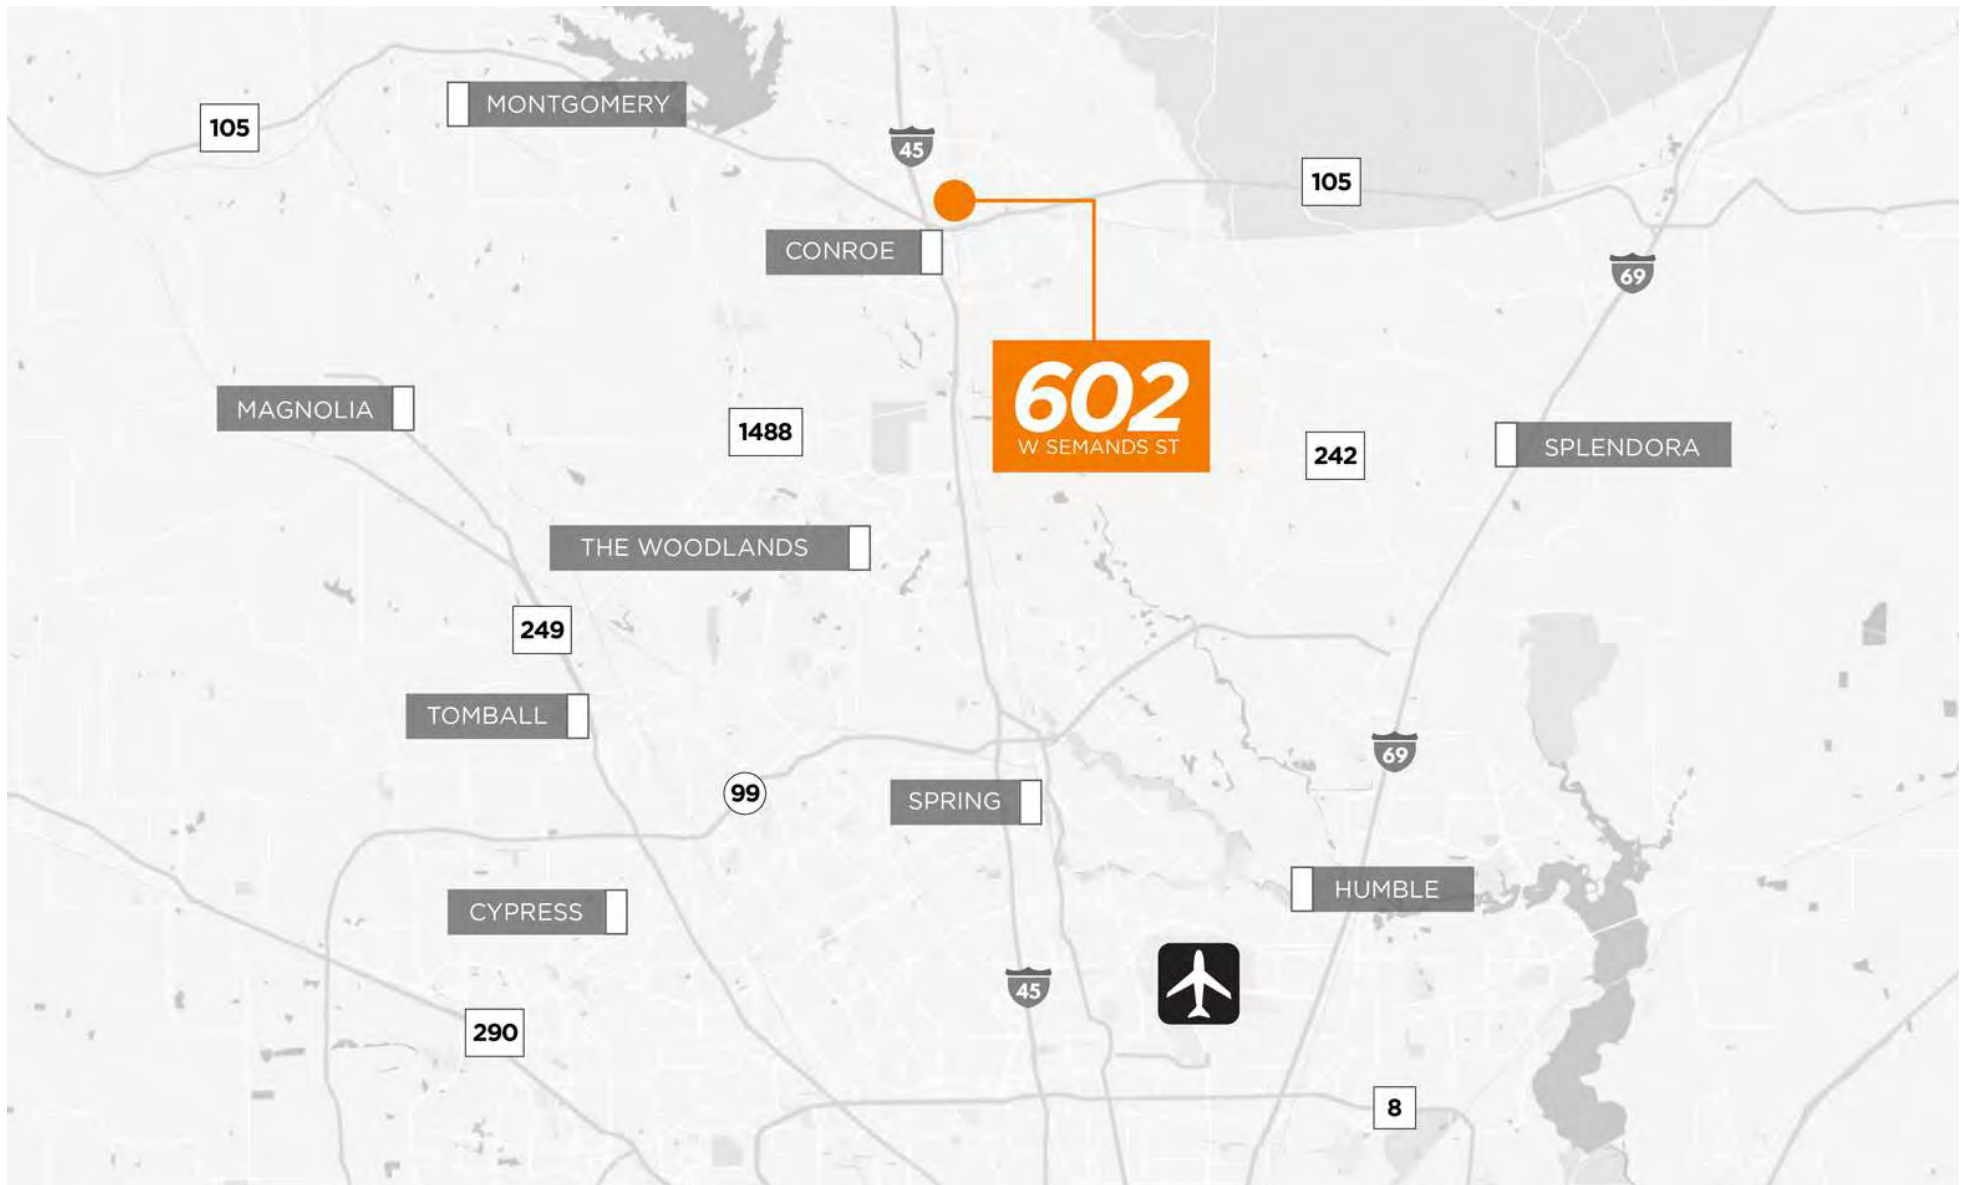 MONTGOMERY
105
45
105
CONROE
69
602
W SEMANDS ST
MAGNOLIA
1488
242
SPLENDORA
THE WOODLANDS
249
TOMBALL
69
99
SPRING
HUMBLE
CYPRESS
45
290
8